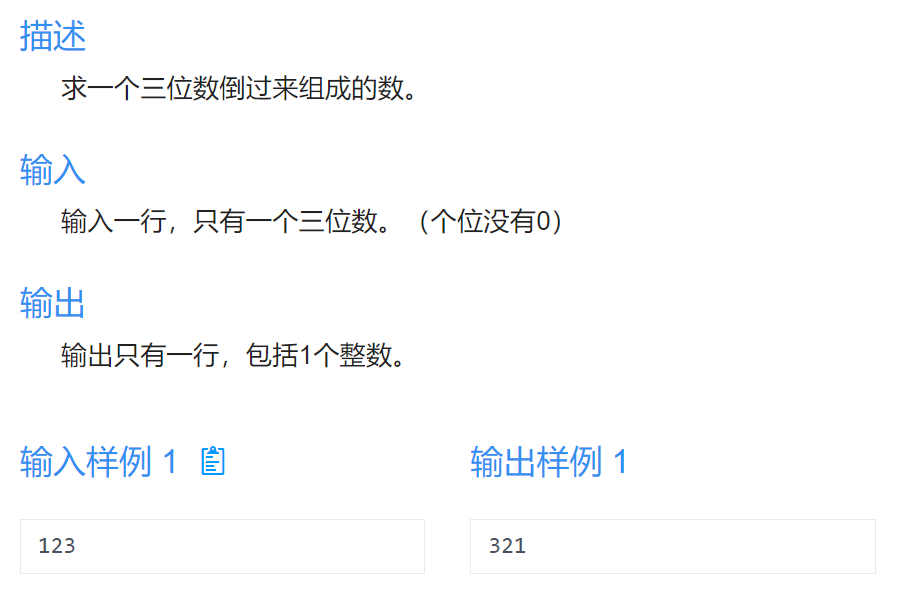 描述
求一个三位数倒过来组成的数。
输入
输入一行，只有一个三位数。（个位没有0）
输出
输出只有一行，包括1个整数。
输入样例 1
输出样例 1
123
321